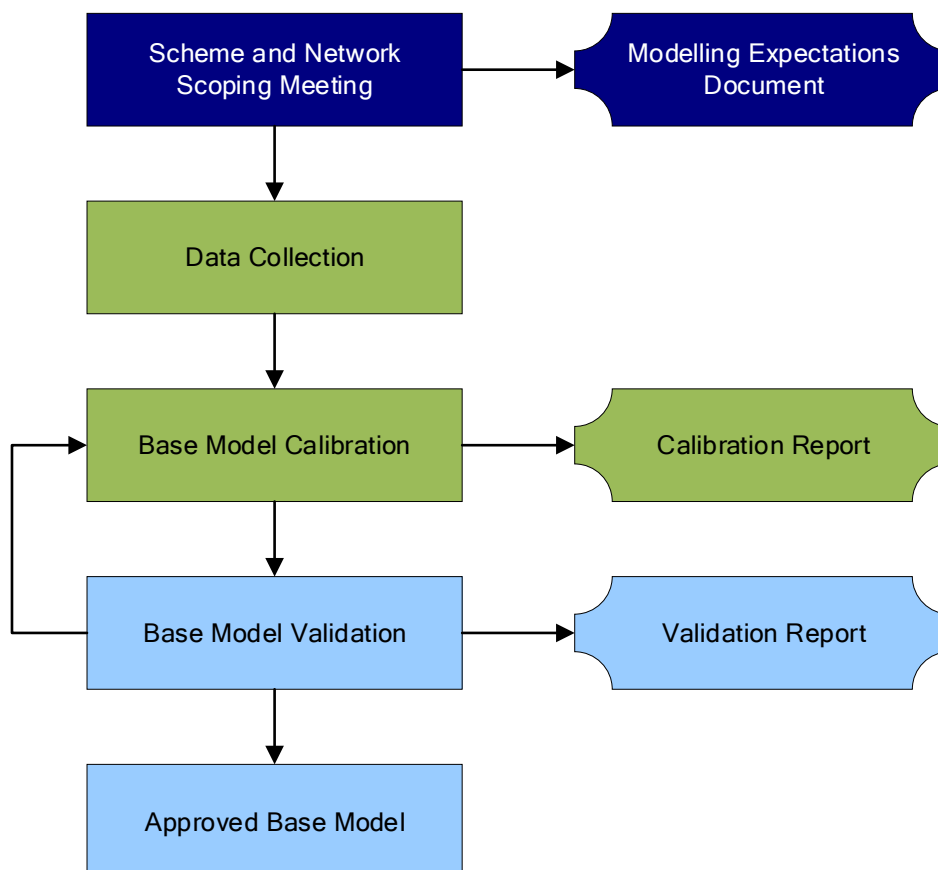 Scheme and Network
Scoping Meeting
Modelling Expectations
Document
Data Collection
Base Model Calibration
Calibration Report
Base Model Validation
Validation Report
Approved Base Model